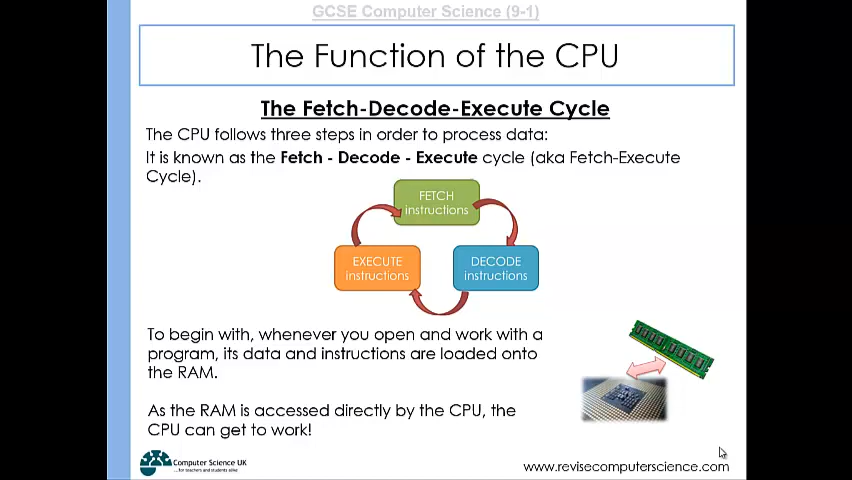 GCSE Computer Science (9-1)
The Function of the CPU
The Fetch-Decode-Execute Cycle
The CPU follows three steps in order to process data:
It is known as the Fetch - Decode - Execute cycle (aka Fetch-Execute
Cycle).
FETCH
instructions
EXECUTE
instructions
DECODE
instructions
To begin with, whenever you open and work with a
program, its data and instructions are loaded onto
the RAM.
As the RAM is accessed directly by the CPU, the
CPU can get to work!
Computer Science UK
...for teachers and students alike
www.revisecomputerscience.com